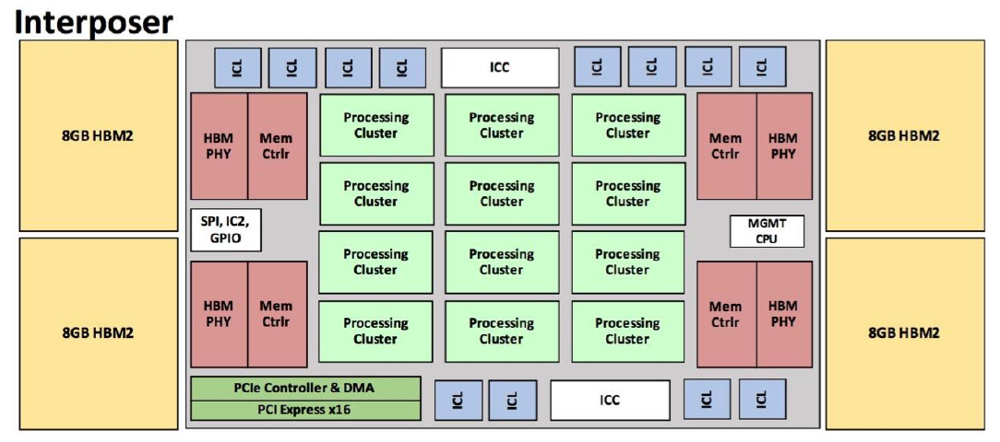 Interposer
ICL
ICL
ICL
ICL
ICC
ICL
ICL
ICL
ICL
8GB HBM2
HBM
PHY
Mem
Ctrlr
Processing
Cluster
Processing
Cluster
Processing
Cluster
Mem
Ctrlr
HBM
PHY
8GB HBM2
Processing
Cluster
Processing
Cluster
Processing
Cluster
SPI, IC2,
GPIO
MGMT
CPU
Processing
Cluster
Processing
Cluster
Processing
Cluster
8GB HBM2
HBM
PHY
Mem
Ctrlr
Processing
Cluster
Processing
Cluster
Processing
Cluster
Mem
Ctrlr
HBM
PHY
8GB HBM2
PCIe Controller & DMA
PCI Express x16
ICL
ICL
ICC
ICL
ICL